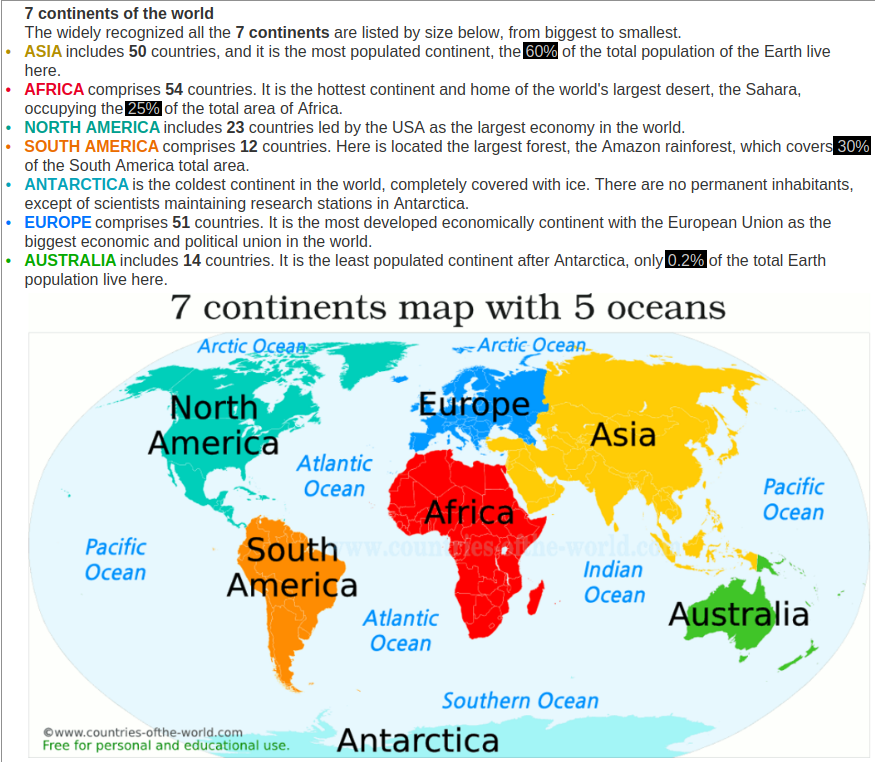 7 continents of the world
The widely recognized all the 7 continents are listed by size below, from biggest to smallest.
• ASIA includes 50 countries, and it is the most populated continent, the 60% of the total population of the Earth live
here.
• AFRICA comprises 54 countries. It is the hottest continent and home of the world's largest desert, the Sahara,
occupying the 25% of the total area of Africa.
• NORTH AMERICA includes 23 countries led by the USA as the largest economy in the world.
• SOUTH AMERICA comprises 12 countries. Here is located the largest forest, the Amazon rainforest, which covers 30%
of the South America total area.
• ANTARCTICA is the coldest continent in the world, completely covered with ice. There are no permanent inhabitants,
except of scientists maintaining research stations in Antarctica.
• EUROPE comprises 51 countries. It is the most developed economically continent with the European Union as the
biggest economic and political union in the world.
• AUSTRALIA includes 14 countries. It is the least populated continent after Antarctica, only 0.2% of the total Earth
population live here.
7 continents map with 5 oceans
Arctic Ocean
Arctic Ocean
North
America
Europe
Asia
Atlantic
Ocean
Pacific
Ocean
Africa
www.countries-of-the-world.com
South
America
Pacific
Ocean
Indian
Ocean
Atlantic
Ocean
Australia
Southern Ocean
©www.countries-ofthe-world.com
Free for personal and educational use.
Antarctica